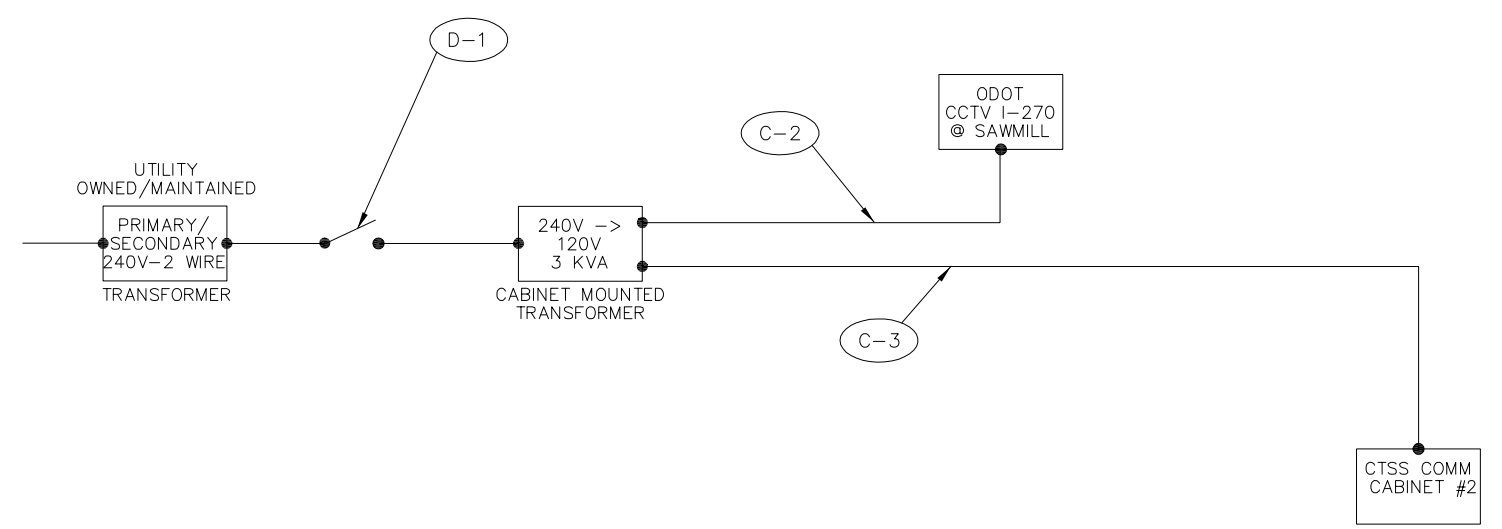 D-1
ODOT
CCTV I-270
@ SAWMILL
C-2
UTILITY
OWNED/MAINTAINED
PRIMARY/
SECONDARY
240V-2 WIRE
TRANSFORMER
240V ->
120V
3 KVA
CABINET MOUNTED
TRANSFORMER
C-3
CTSS COMM
CABINET #2